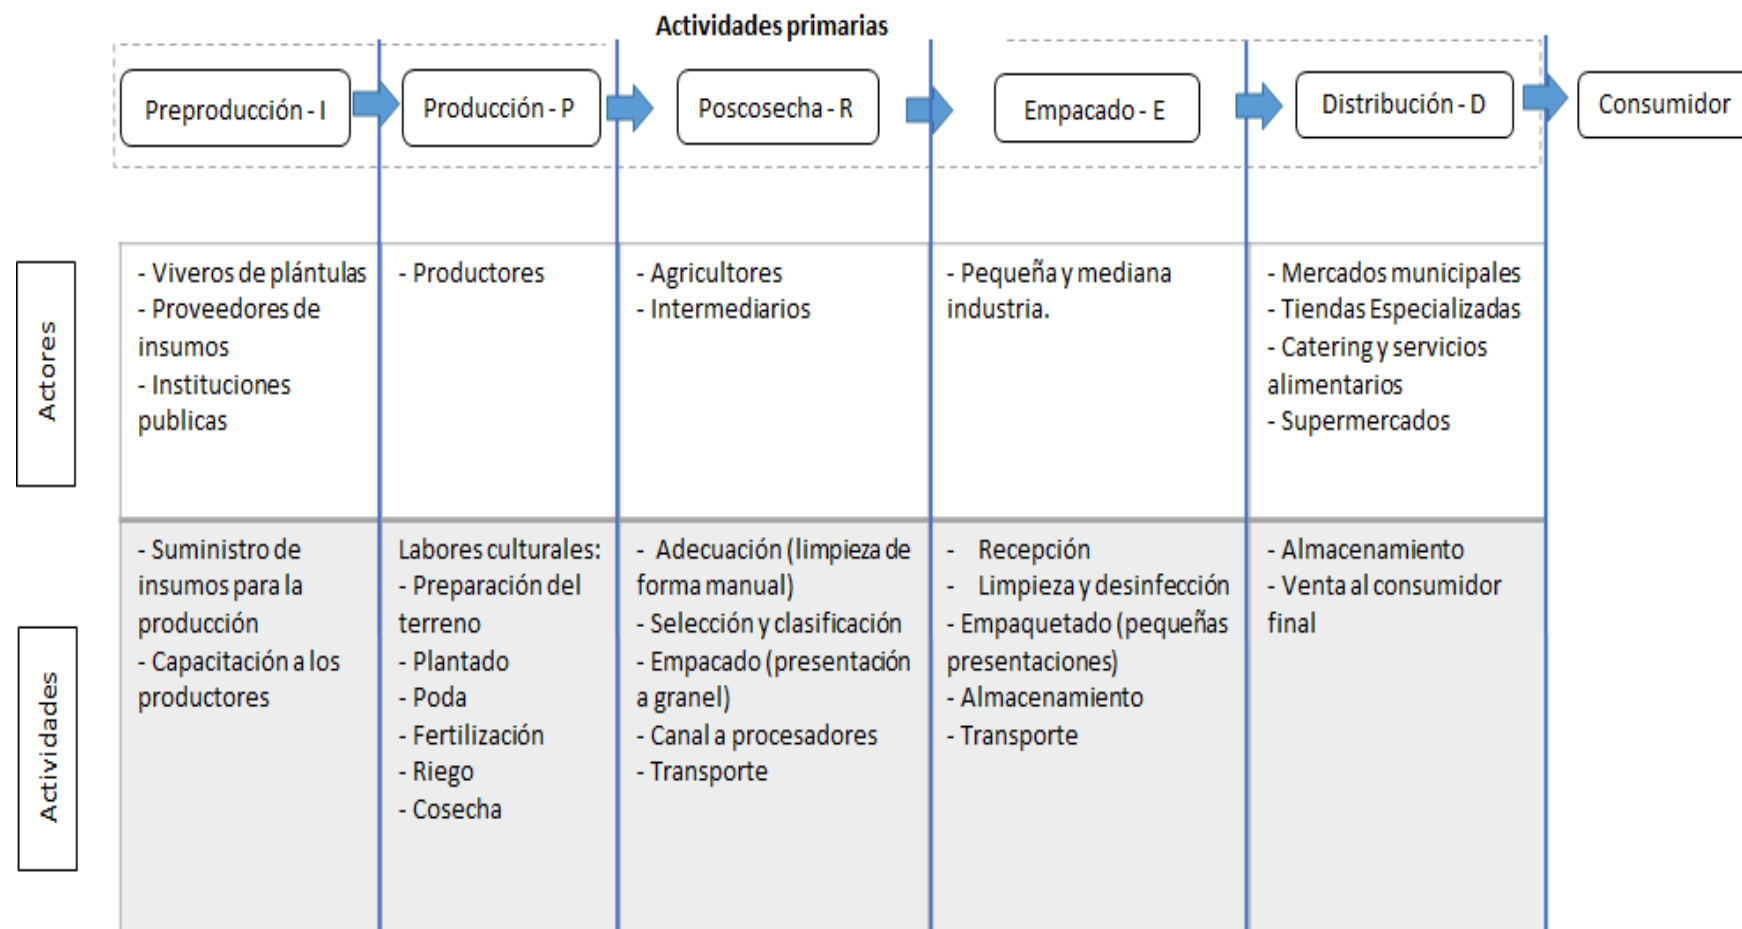 Actividades primarias
Preproducción - I
Producción - P
Poscosecha - R
Empacado - E
Distribución - D
Consumidor
Actores
- Viveros de plántulas
- Proveedores de
insumos
- Instituciones
publicas
- Productores
- Agricultores
- Intermediarios
- Pequeña y mediana
industria.
- Mercados municipales
- Tiendas Especializadas
- Catering y servicios
alimentarios
- Supermercados
Actividades
- Suministro de
insumos para la
producción
- Capacitación a los
productores
Labores culturales:
- Preparación del
terreno
- Plantado
- Poda
- Fertilización
- Riego
- Cosecha
- Adecuación (limpieza de
forma manual)
- Selección y clasificación
- Empacado (presentación
a granel)
- Canal a procesadores
- Transporte
- Recepción
- Limpieza y desinfección
- Empaquetado (pequeñas
presentaciones)
- Almacenamiento
- Transporte
- Almacenamiento
- Venta al consumidor
final